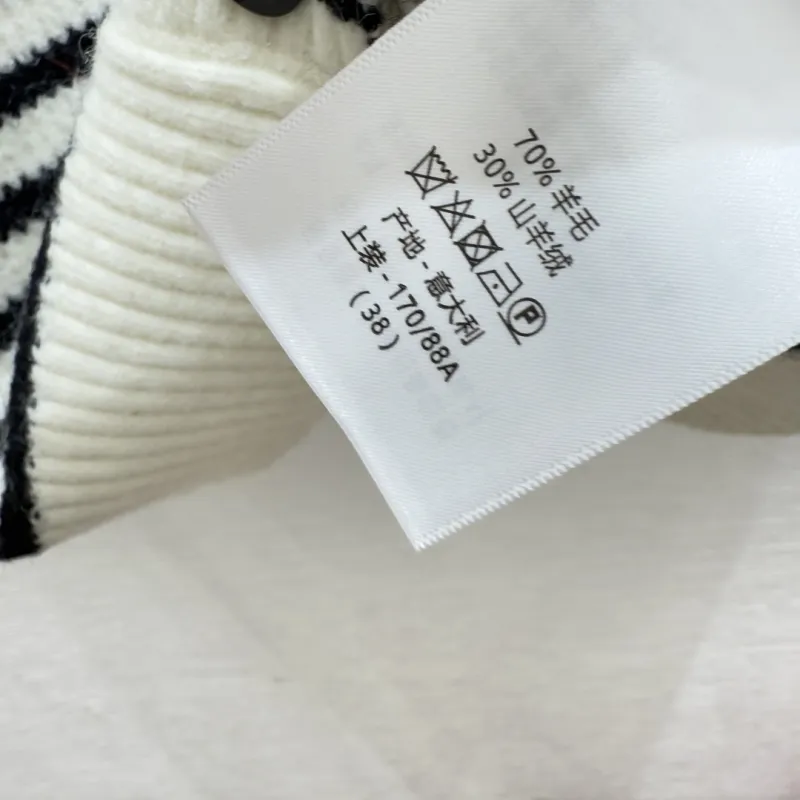 70% 羊毛
30% 山羊绒
P
产地 - 意大利
上装 - 170/88A
(38)